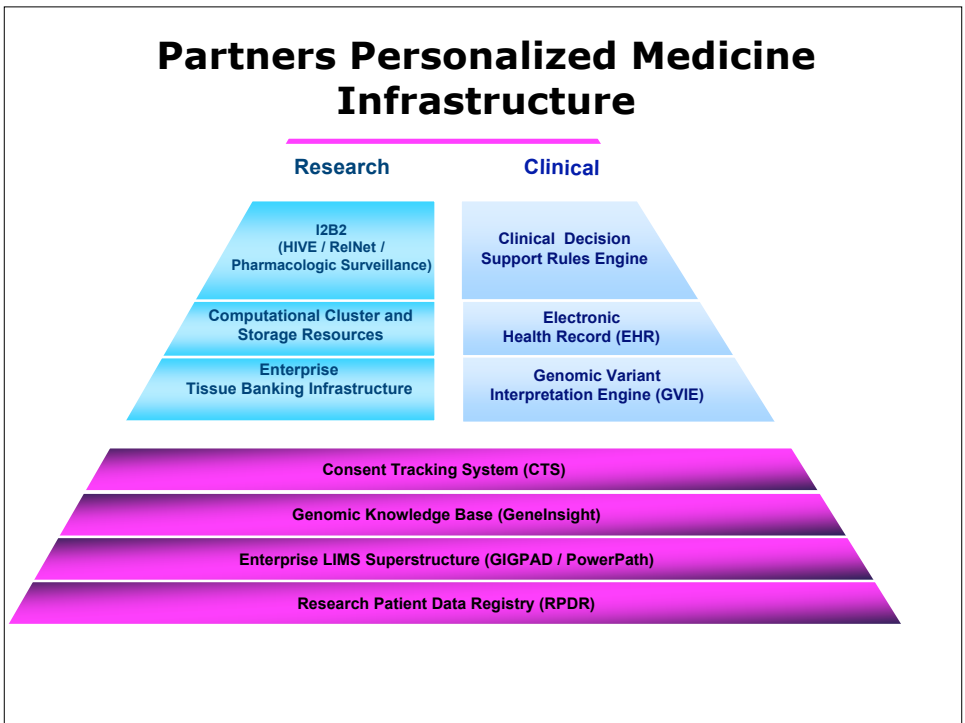 Partners Personalized Medicine
Infrastructure
Research
Clinical
I2B2
(HIVE / RelNet /
Pharmacologic Surveillance)
Computational Cluster and
Storage Resources
Enterprise
Tissue Banking Infrastructure
Clinical Decision
Support Rules Engine
Electronic
Health Record (EHR)
Genomic Variant
Interpretation Engine (GVIE)
Consent Tracking System (CTS)
Genomic Knowledge Base (GeneInsight)
Enterprise LIMS Superstructure (GIGPAD / PowerPath)
Research Patient Data Registry (RPDR)